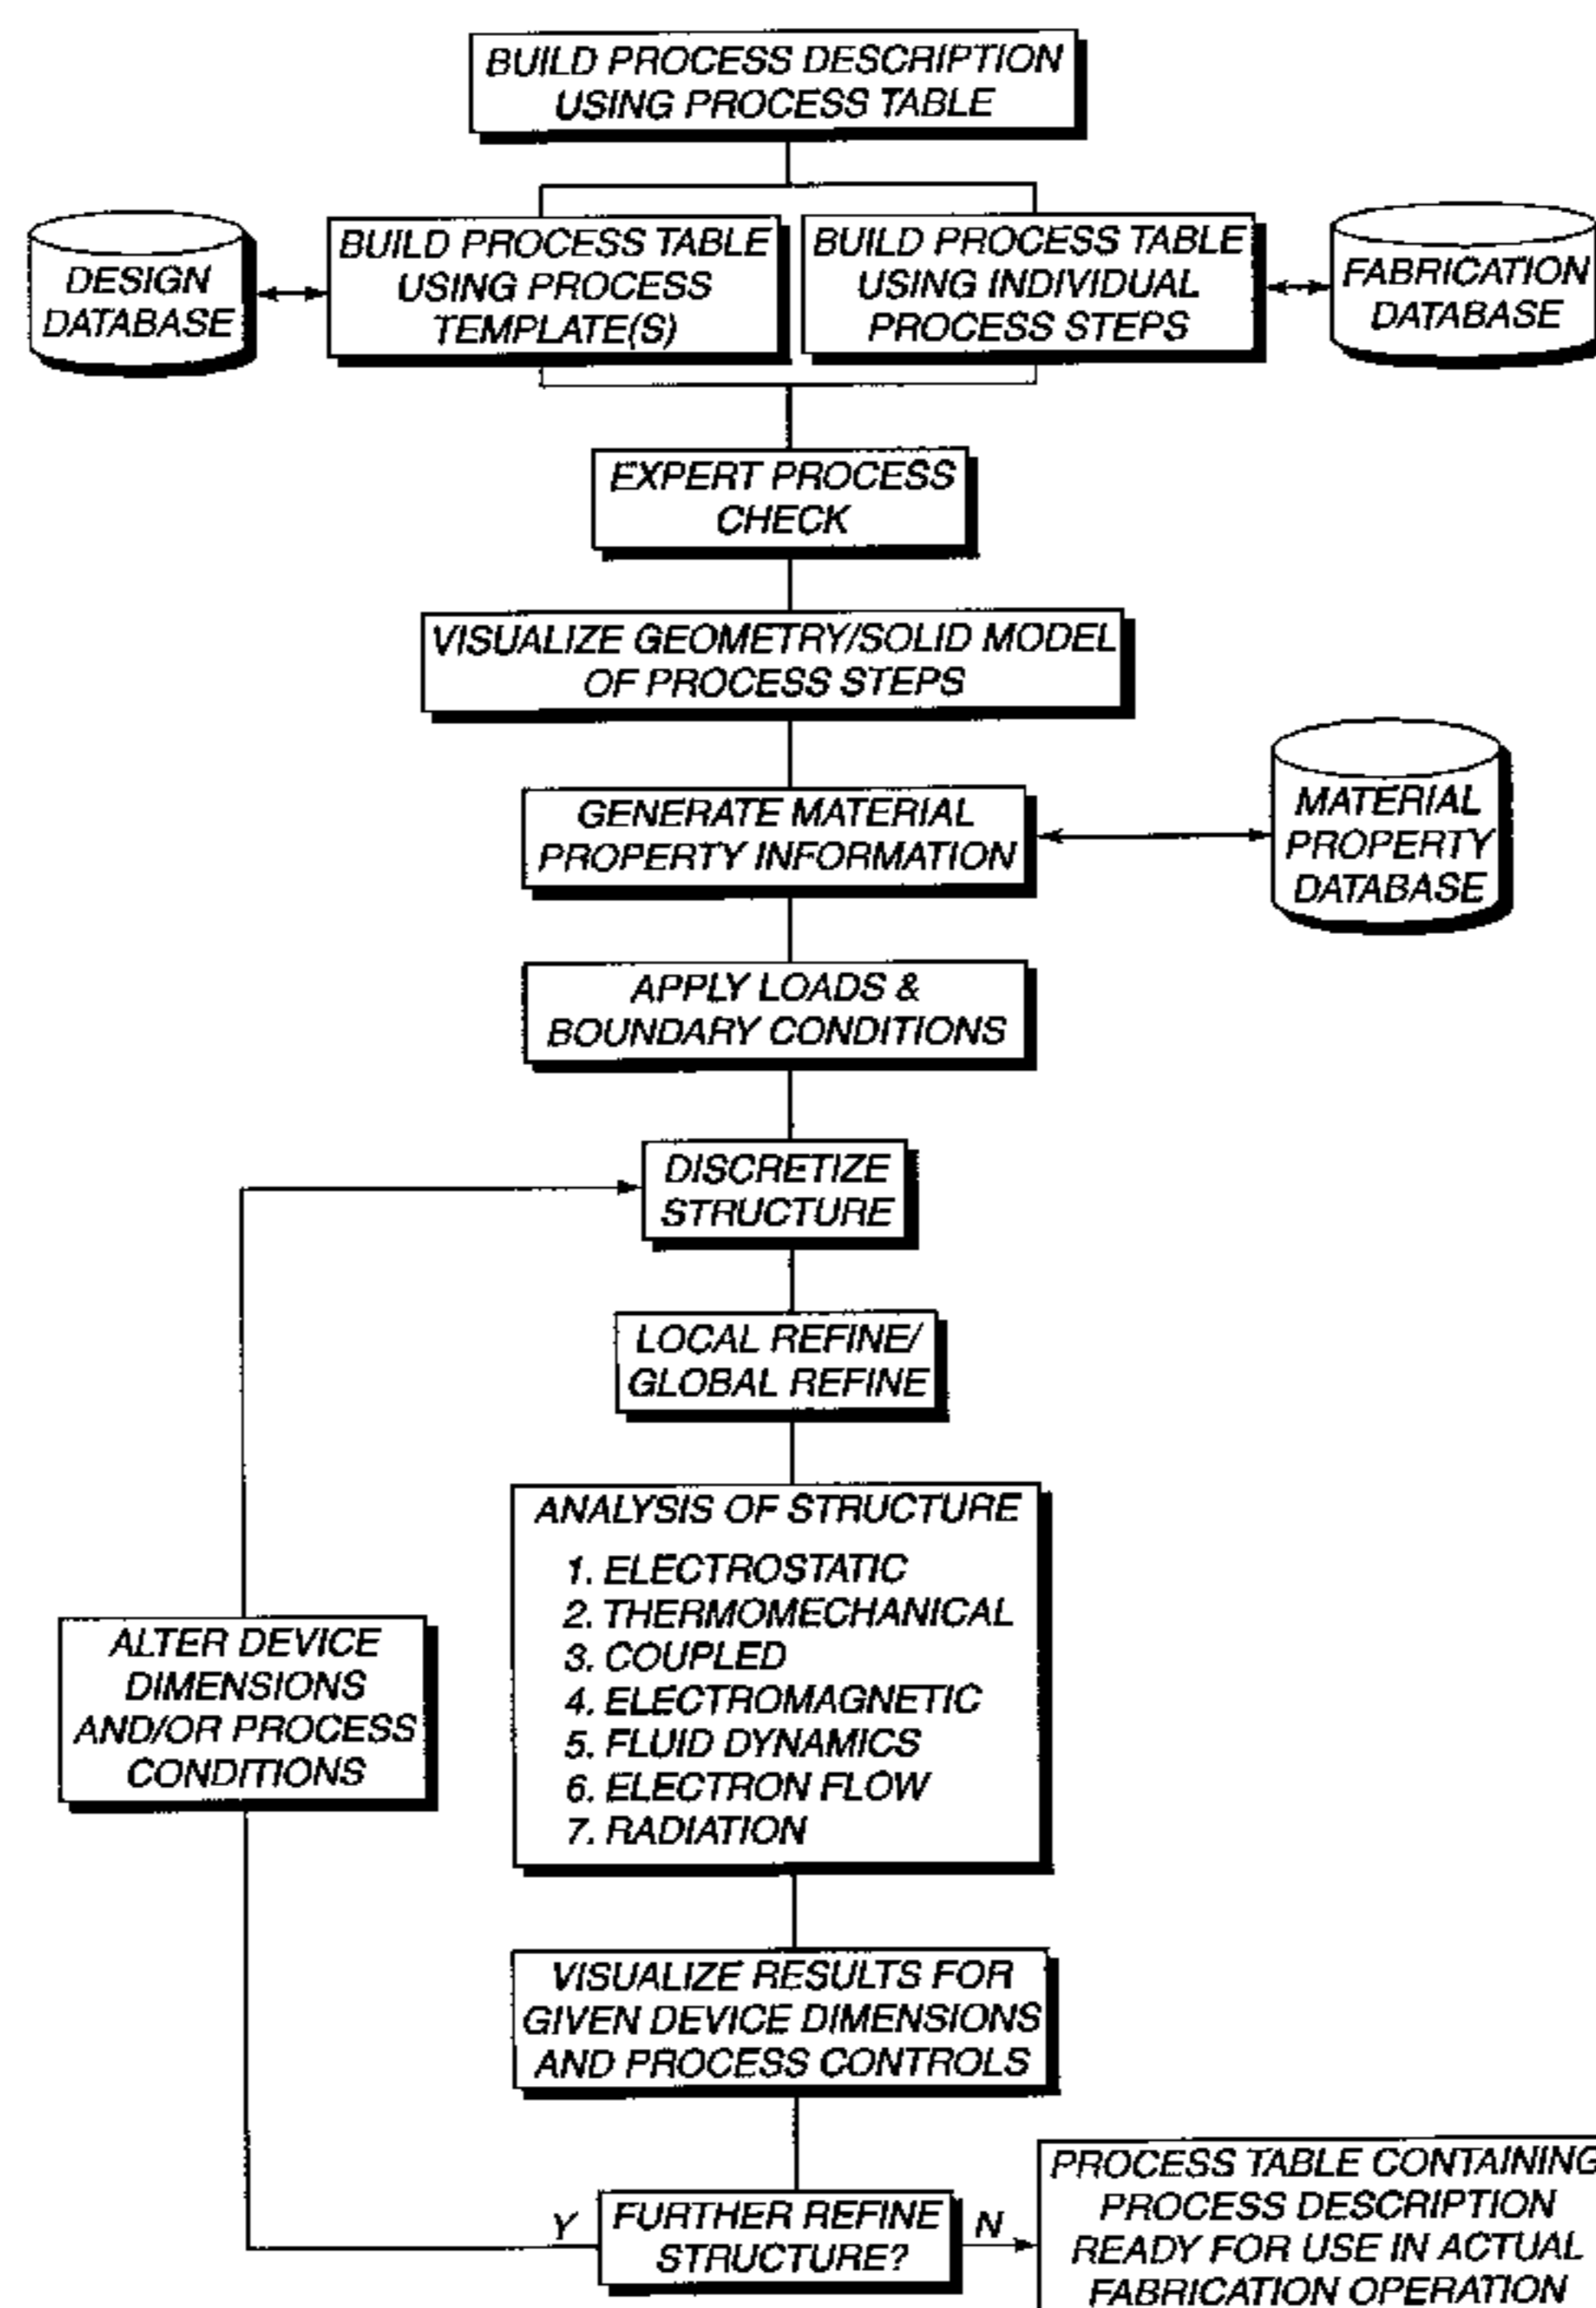 BUILD PROCESS DESCRIPTION
USING PROCESS TABLE
DESIGN
DATABASE
BUILD PROCESS TABLE
USING PROCESS
TEMPLATE(S)
BUILD PROCESS TABLE
USING INDIVIDUAL
PROCESS STEPS
FABRICATION
DATABASE
EXPERT PROCESS
CHECK
VISUALIZE GEOMETRY/SOLID MODEL
OF PROCESS STEPS
GENERATE MATERIAL
PROPERTY INFORMATION
MATERIAL
PROPERTY
DATABASE
APPLY LOADS &
BOUNDARY CONDITIONS
DISCRETIZE
STRUCTURE
LOCAL REFINE/
GLOBAL REFINE
ANALYSIS OF STRUCTURE
1. ELECTROSTATIC
2. THERMOMECHANICAL
3. COUPLED
4. ELECTROMAGNETIC
5. FLUID DYNAMICS
6. ELECTRON FLOW
7. RADIATION
ALTER DEVICE
DIMENSIONS
AND/OR PROCESS
CONDITIONS
VISUALIZE RESULTS FOR
GIVEN DEVICE DIMENSIONS
AND PROCESS CONTROLS
Y
FURTHER REFINE
STRUCTURE?
N
PROCESS TABLE CONTAINING
PROCESS DESCRIPTION
READY FOR USE IN ACTUAL
FABRICATION OPERATION